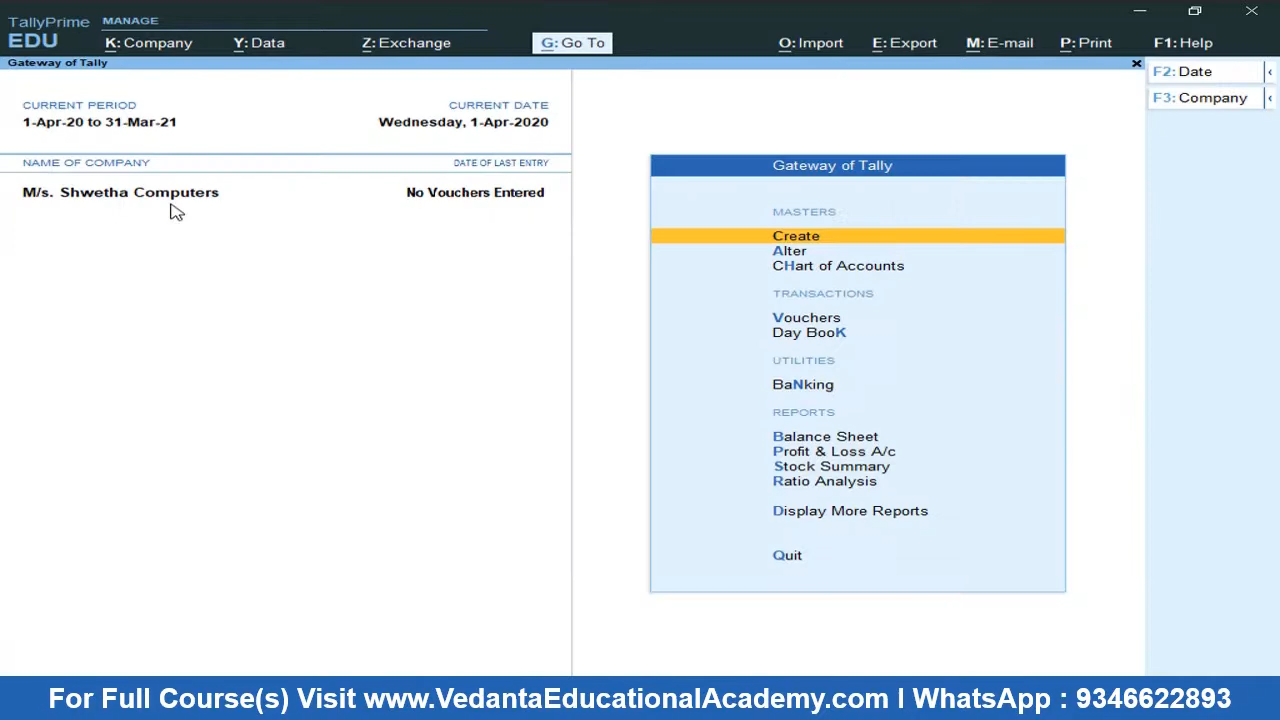 TallyPrime MANAGE
EDU K: Company Y: Data Z: Exchange G: Go To O: Import E: Export M: E-mail P: Print F1: Help
Gateway of Tally
F2: Date
F3: Company
CURRENT PERIOD CURRENT DATE
1-Apr-20 to 31-Mar-21 Wednesday, 1-Apr-2020
NAME OF COMPANY DATE OF LAST ENTRY
M/s. Shwetha Computers No Vouchers Entered
Gateway of Tally
MASTERS
Create
Alter
CHart of Accounts
TRANSACTIONS
Vouchers
Day BooK
UTILITIES
BaNking
REPORTS
Balance Sheet
Profit & Loss A/c
Stock Summary
Ratio Analysis
Display More Reports
Quit
For Full Course(s) Visit www.VedantaEducationalAcademy.com I WhatsApp : 9346622893